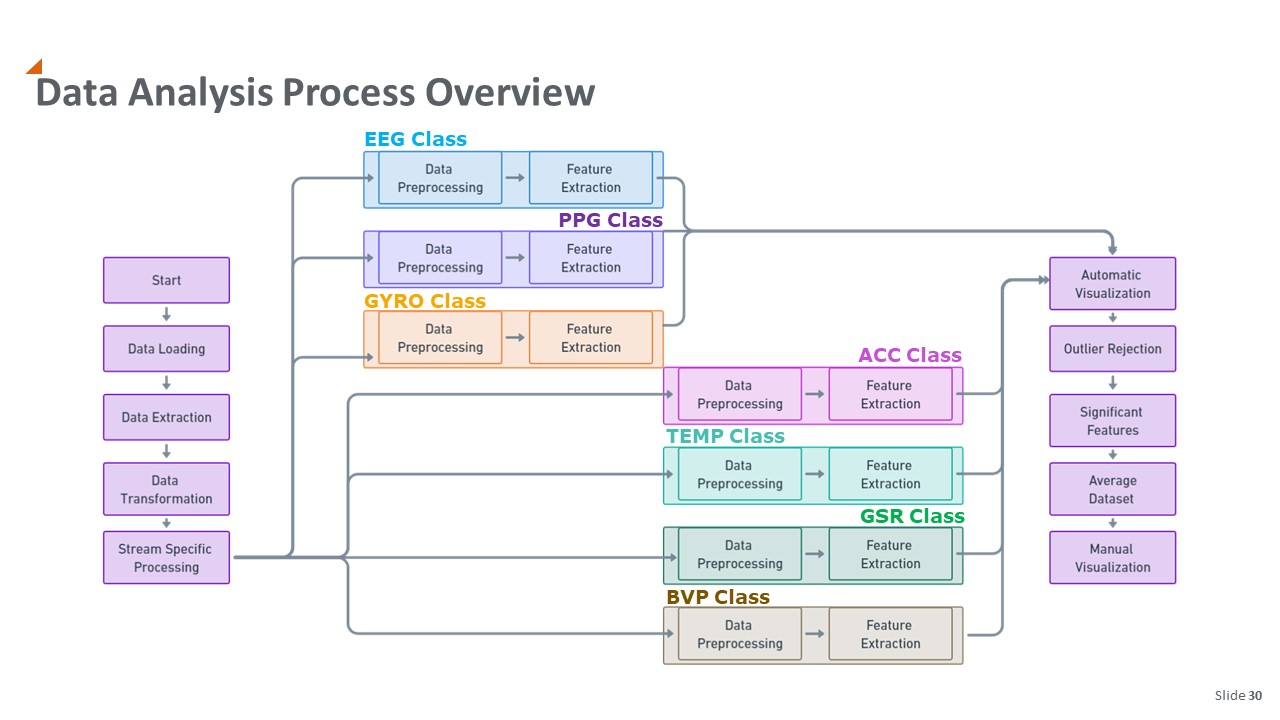 Data Analysis Process Overview
Start
Data Loading
Data Extraction
Data
Transformation
Stream Specific
Processing
EEG Class
Data
Preprocessing
Feature
Extraction
PPG Class
Data
Preprocessing
Feature
Extraction
GYRO Class
Data
Preprocessing
Feature
Extraction
ACC Class
Data
Preprocessing
Feature
Extraction
TEMP Class
Data
Preprocessing
Feature
Extraction
GSR Class
Data
Preprocessing
Feature
Extraction
BVP Class
Data
Preprocessing
Feature
Extraction
Automatic
Visualization
Outlier Rejection
Significant
Features
Average
Dataset
Manual
Visualization
Slide 30